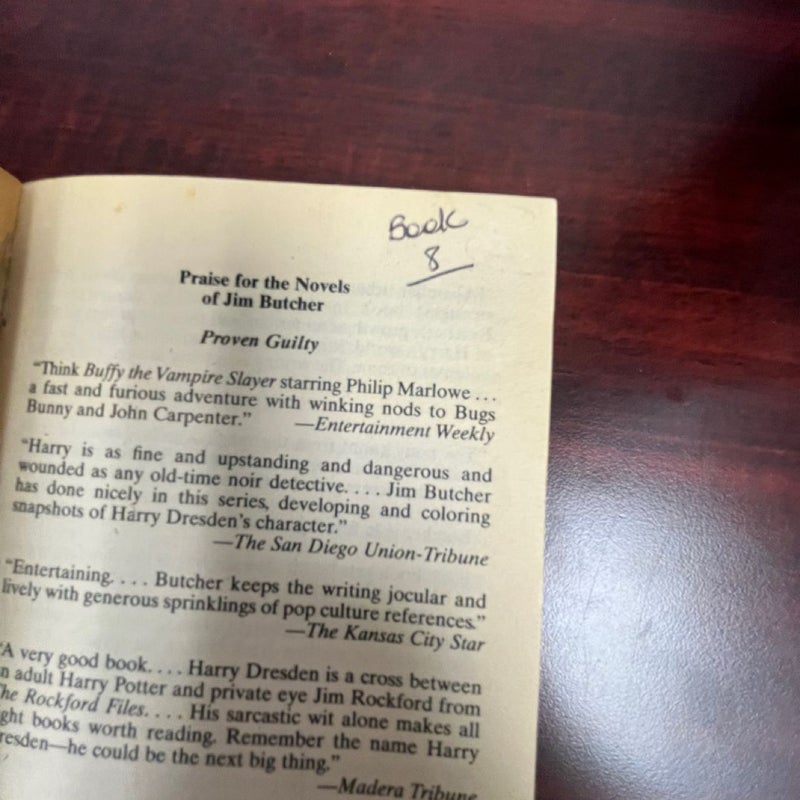 Book
8
Praise for the Novels
of Jim Butcher
Proven Guilty
“Think Buffy the Vampire Slayer starring Philip Marlowe . . .
a fast and furious adventure with winking nods to Bugs
Bunny and John Carpenter.” —Entertainment Weekly
“Harry is as fine and upstanding and dangerous and
wounded as any old-time noir detective. . . . Jim Butcher
has done nicely in this series, developing and coloring
snapshots of Harry Dresden’s character.”
—The San Diego Union-Tribune
“Entertaining. . . . Butcher keeps the writing jocular and
lively with generous sprinklings of pop culture references.”
—The Kansas City Star
“A very good book. . . . Harry Dresden is a cross between
n adult Harry Potter and private eye Jim Rockford from
he Rockford Files. . . . His sarcastic wit alone makes all
ght books worth reading. Remember the name Harry
resden—he could be the next big thing.”
—Madera Tribune